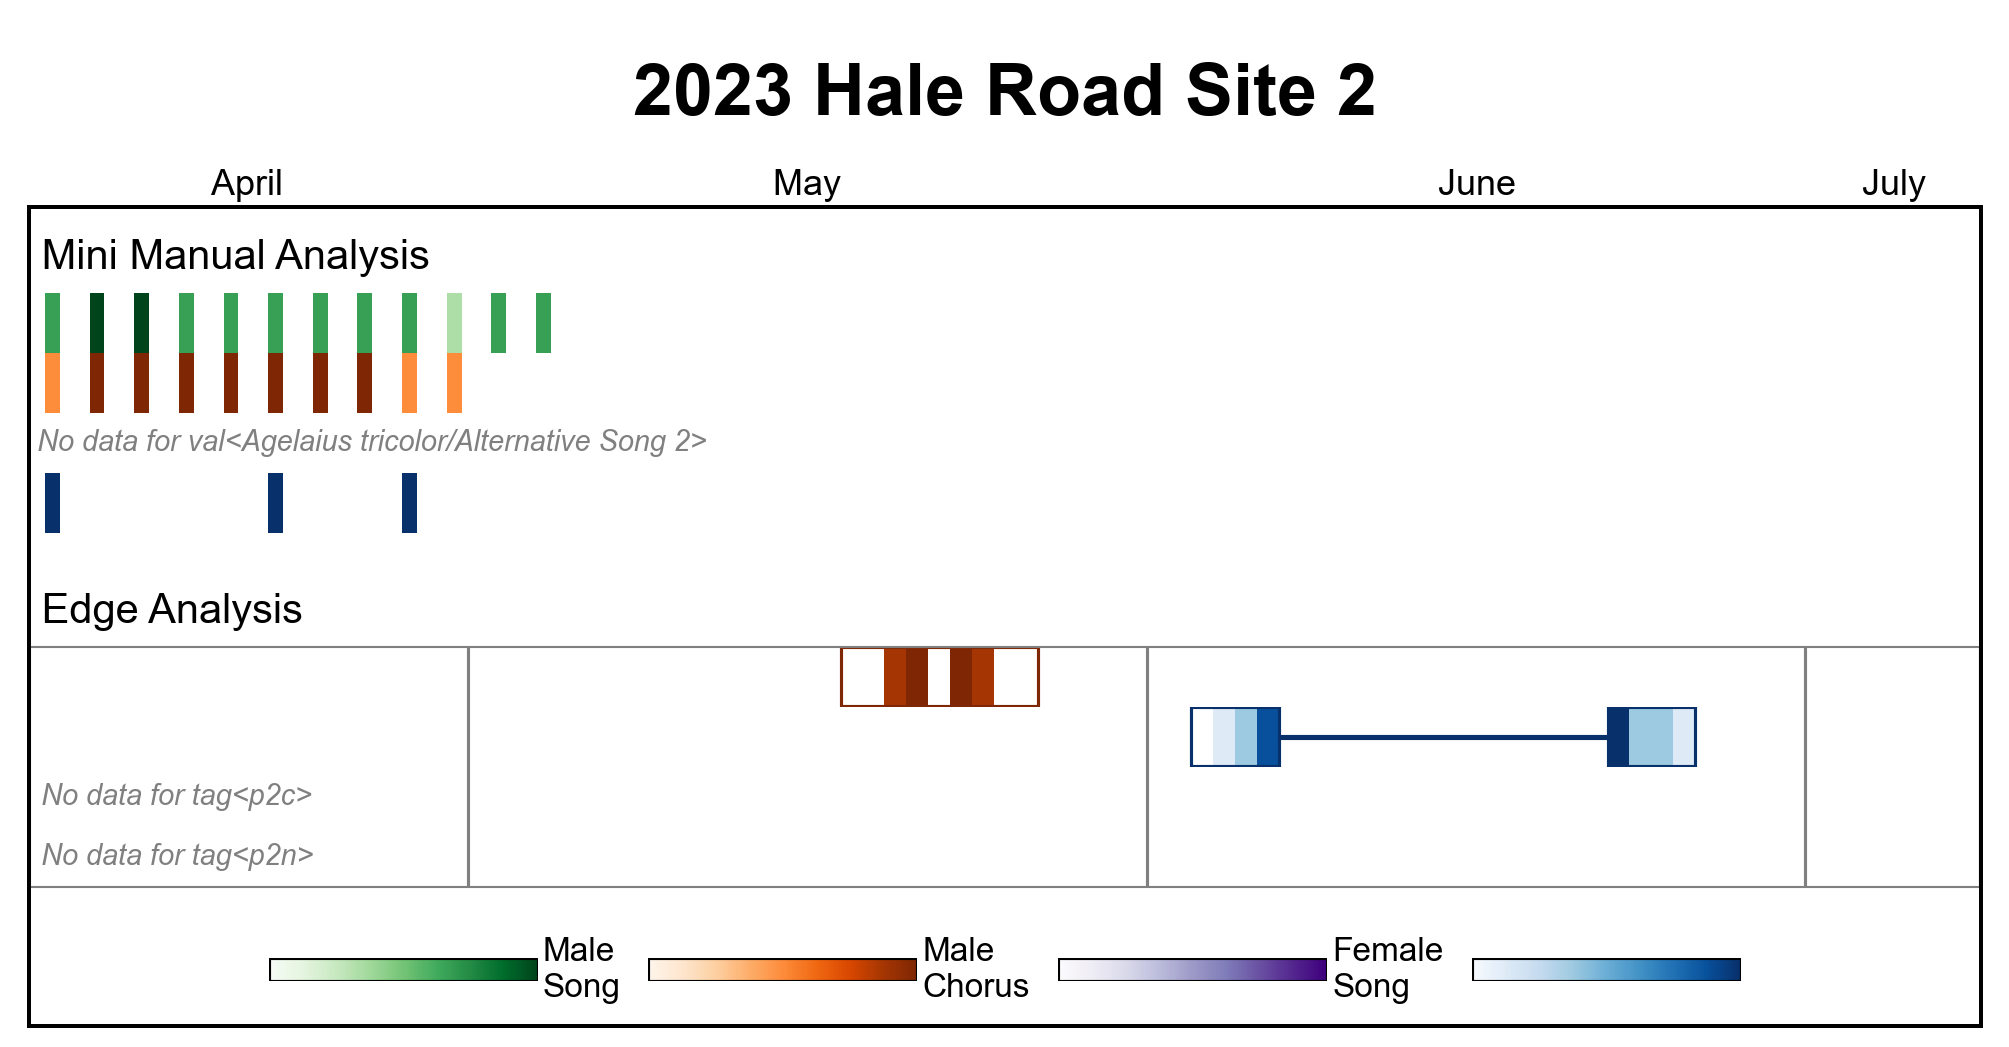 2023 Hale Road Site 2
April May June July
Mini Manual Analysis
No data for val<Agelaius tricolor/Alternative Song 2>
Edge Analysis
No data for tag<p2c>
No data for tag<p2n>
Male
Song
Male
Chorus
Female
Song